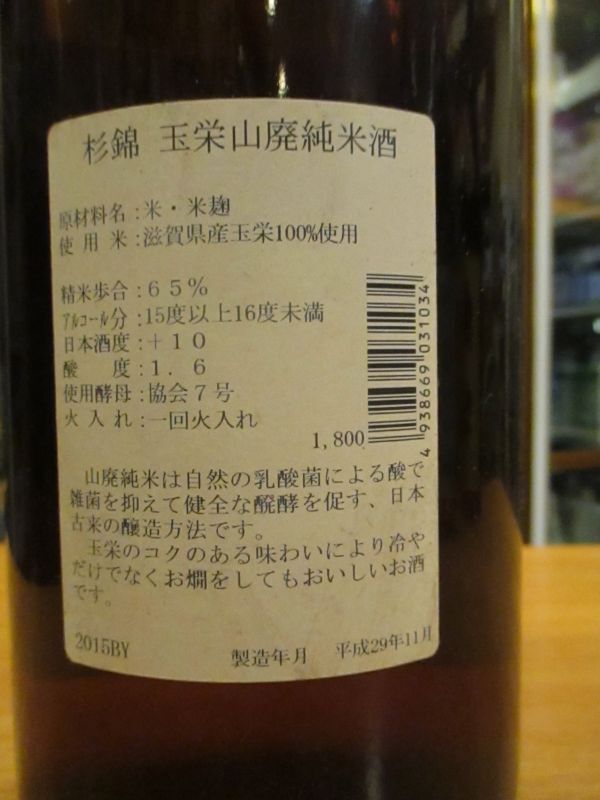 杉錦 玉栄山廃純米酒
原材料名：米・米麹
使用米：滋賀県産玉栄100%使用
精米歩合：65%
アルコール分：15度以上16度未満
日本酒度：+10
酸度：1.6
使用酵母：協会7号
火入れ：一回火入れ
1,800
4 938669 031034
山廃純米は自然の乳酸菌による酸で
雑菌を抑えて健全な醗酵を促す、日本
古来の醸造方法です。
玉栄のコクのある味わいにより冷や
だけでなくお燗をしてもおいしいお酒
です。
2015BY 製造年月 平成29年11月